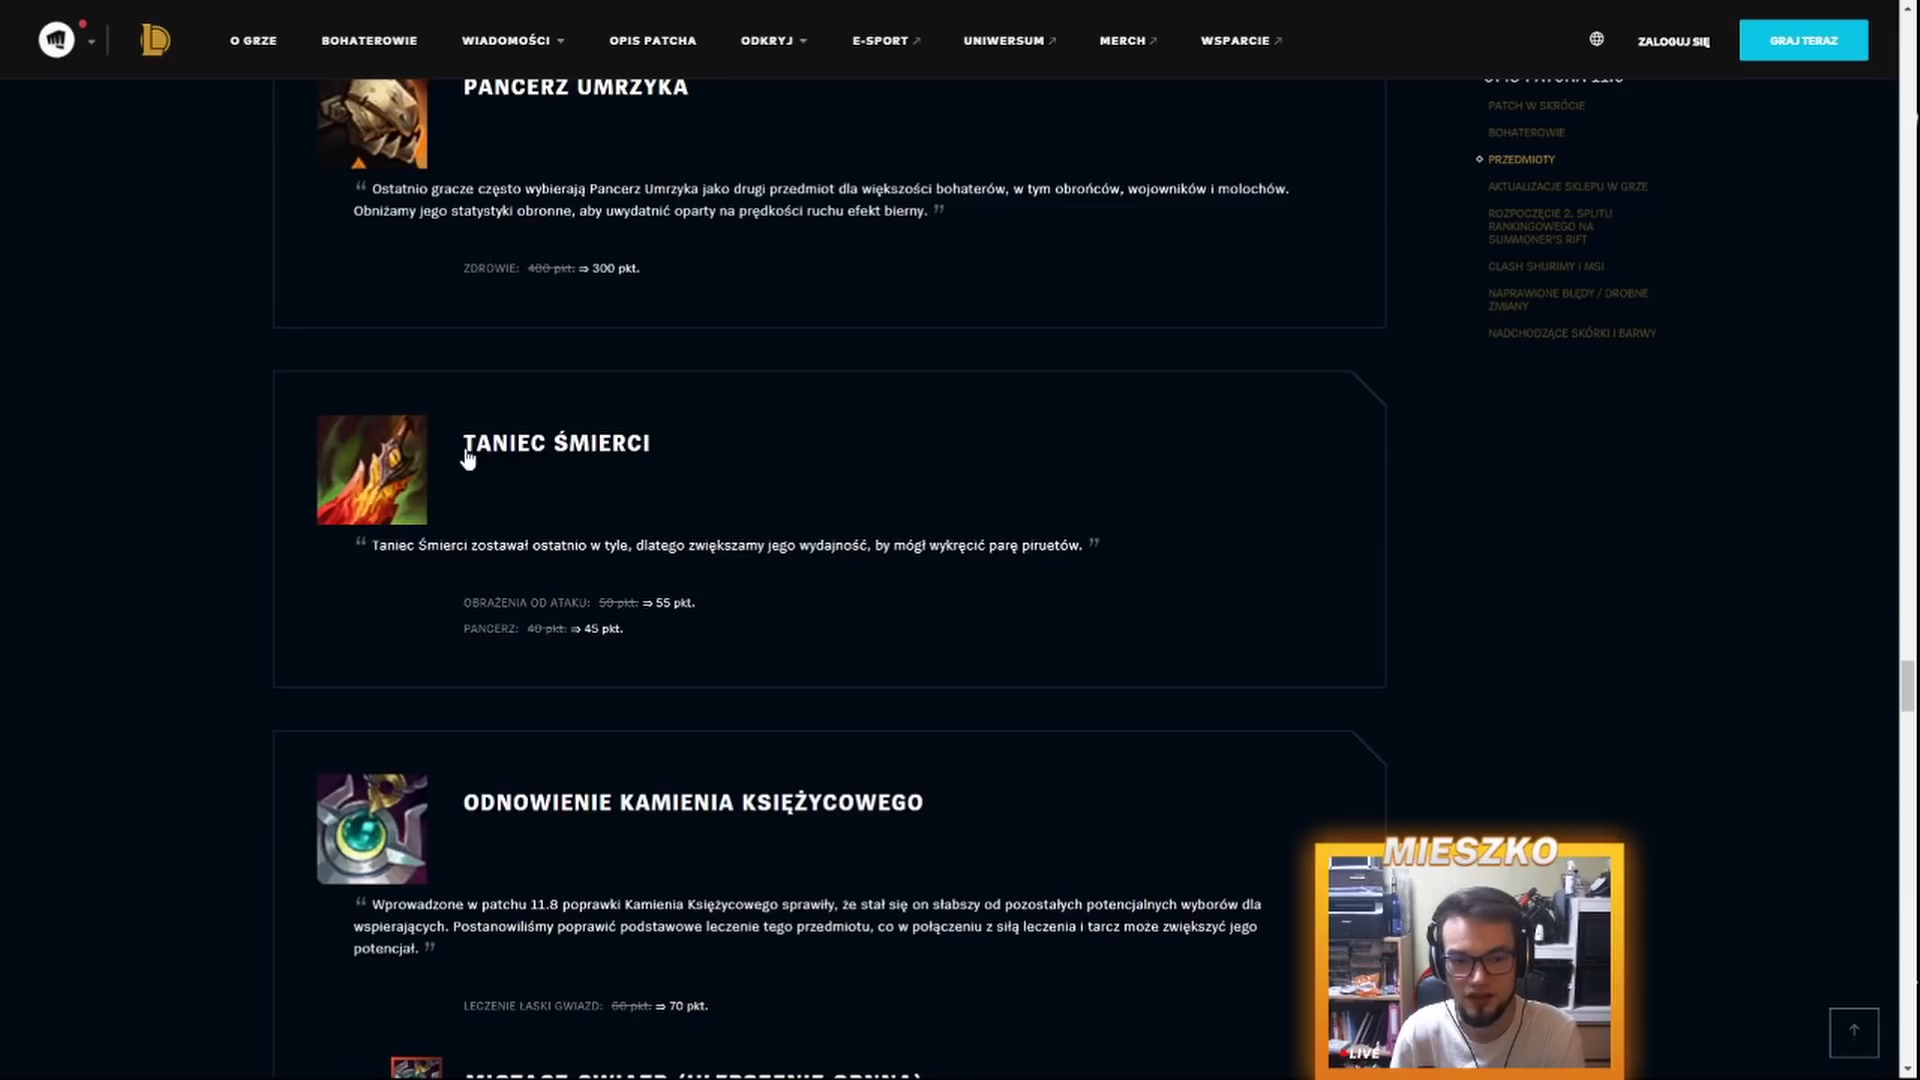 O GRZE
BOHATEROWIE
WIADOMOŚCI
OPIS PATCHA
ODKRYJ
E-SPORT
UNIWERSUM
MERCH
WSPARCIE
ZALOGUJ SIĘ
GRAJ TERAZ
PANCERZ UMRZYKA
“ Ostatnio gracze często wybierają Pancerz Umrzyka jako drugi przedmiot dla większości bohaterów, w tym obrońców, wojowników i molochów.
Obniżamy jego statystyki obronne, aby uwydatnić oparty na prędkości ruchu efekt bierny. ”
ZDROWIE: 400 pkt. ⇒ 300 pkt.
TANIEC ŚMIERCI
“ Taniec Śmierci zostawał ostatnio w tyle, dlatego zwiększamy jego wydajność, by mógł wykręcić parę piruetów. ”
OBRAŻENIA OD ATAKU: 50 pkt. ⇒ 55 pkt.
PANCERZ: 40 pkt. ⇒ 45 pkt.
ODNOWIENIE KAMIENIA KSIĘŻYCOWEGO
“ Wprowadzone w patchu 11.8 poprawki Kamienia Księżycowego sprawiły, że stał się on słabszy od pozostałych potencjalnych wyborów dla
wspierających. Postanowiliśmy poprawić podstawowe leczenie tego przedmiotu, co w połączeniu z siłą leczenia i tarcz może zwiększyć jego
potencjał. ”
LECZENIE ŁASKI GWIAZD: 60 pkt. ⇒ 70 pkt.
PATCH W SKRÓCIE
BOHATEROWIE
PRZEDMIOTY
AKTUALIZACJE SKLEPU W GRZE
ROZPOCZĘCIE 2. SPLITU
RANKINGOWEGO NA
SUMMONER'S RIFT
CLASH SHURIMY I MSI
NAPRAWIONE BŁĘDY / DROBNE
ZMIANY
NADCHODZĄCE SKÓRKI I BARWY
MIESZKO
LIVE